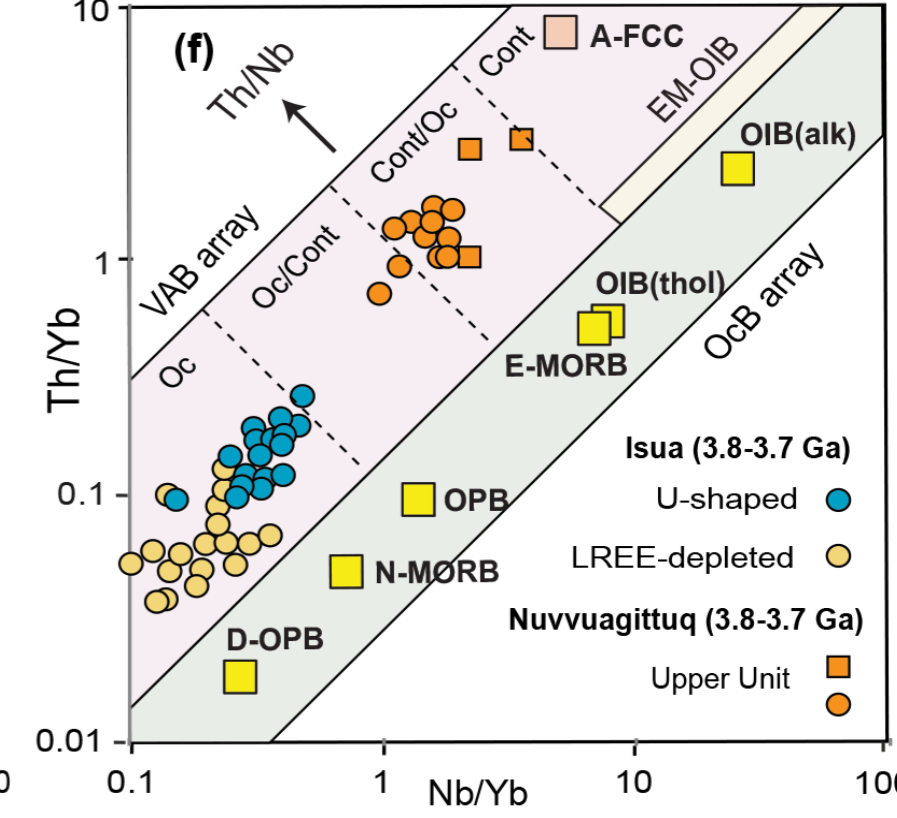 10
(f)
Th/Nb
Cont
A-FCC
EM-OIB
Cont/Oc
OIB(alk)
VAB array
Oc/Cont
1
OIB(thol)
OcB array
Th/Yb
Oc
E-MORB
Isua (3.8-3.7 Ga)
0.1
OPB
U-shaped
N-MORB
LREE-depleted
Nuvvuagittuq (3.8-3.7 Ga)
D-OPB
Upper Unit
0.01
0
0.1
1
10
100
Nb/Yb